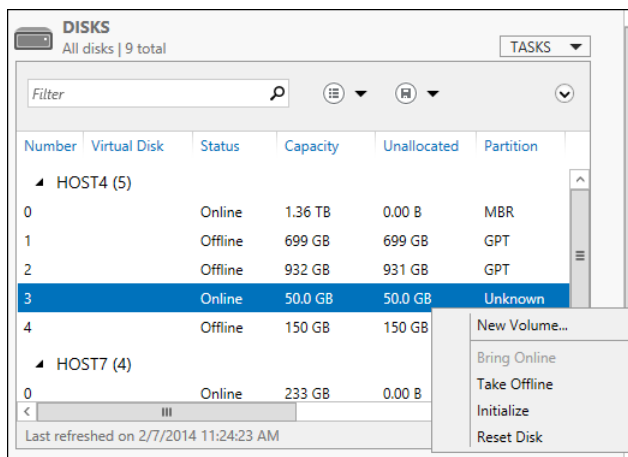 DISKS
All disks | 9 total
TASKS
Filter
Number Virtual Disk Status Capacity Unallocated Partition
HOST4 (5)
0 Online 1.36 TB 0.00 B MBR
1 Offline 699 GB 699 GB GPT
2 Offline 932 GB 931 GB GPT
3 Online 50.0 GB 50.0 GB Unknown
4 Offline 150 GB 150 GB
New Volume...
Bring Online
Take Offline
Initialize
Reset Disk
HOST7 (4)
0 Online 233 GB 0.00 B
Last refreshed on 2/7/2014 11:24:23 AM